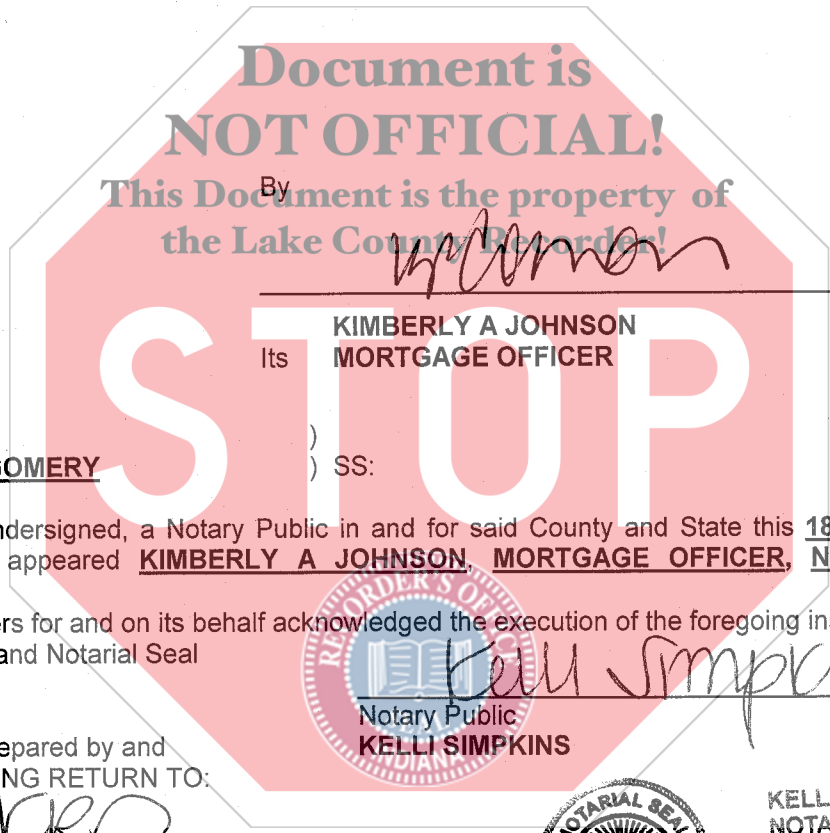 Document is
NOT OFFICIAL!
This Document is the property of
the Lake County Recorder!
By
STOP
KIMBERLY A JOHNSON
Its MORTGAGE OFFICER
)
GOMERY ) SS:
ndersigned, a Notary Public in and for said County and State this 18
appeared KIMBERLY A JOHNSON, MORTGAGE OFFICER, N
rs for and on its behalf acknowledged the execution of the foregoing in
and Notarial Seal
RECORDER'S OFFICE
INDIANA
Kelli Simpki
Notary Public
KELLI SIMPKINS
epared by and
NG RETURN TO:
NOTARIAL SEAL
KELL
NOTA